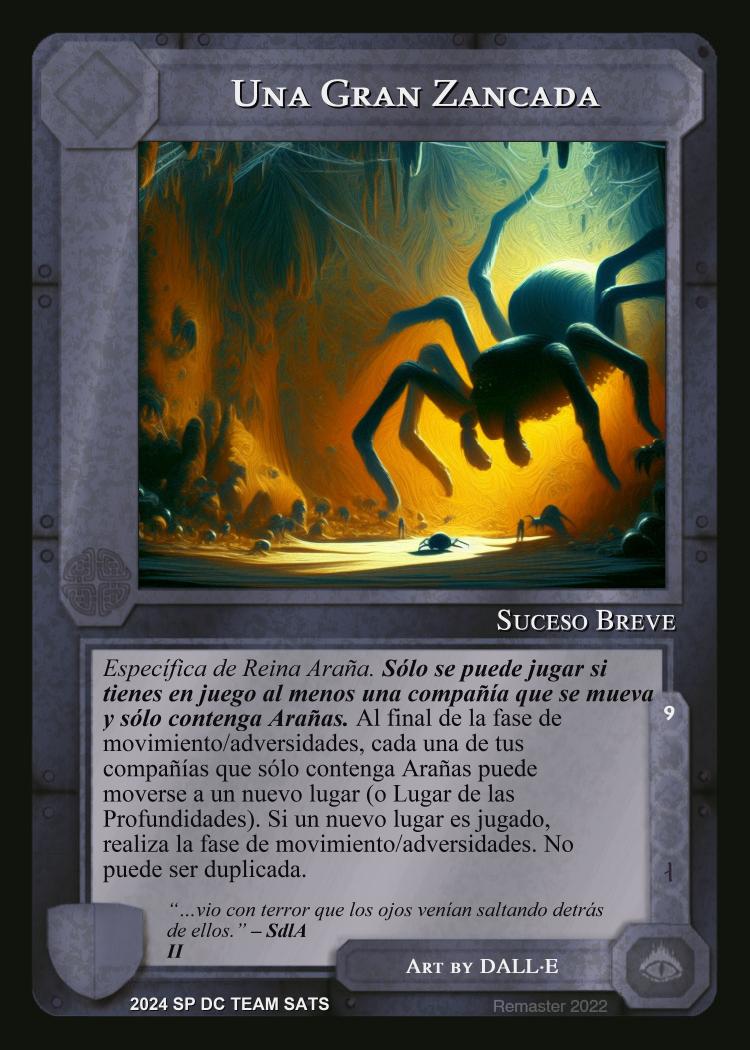 Una Gran Zancada
Suceso Breve
Específica de Reina Araña. Sólo se puede jugar si
tienes en juego al menos una compañía que se mueva
y sólo contenga Arañas. Al final de la fase de
movimiento/adversidades, cada una de tus
compañías que sólo contenga Arañas puede
moverse a un nuevo lugar (o Lugar de las
Profundidades). Si un nuevo lugar es jugado,
realiza la fase de movimiento/adversidades. No
puede ser duplicada.
9
“...vio con terror que los ojos venían saltando detrás
de ellos.” – SdlA
II
Art by DALL·E
2024 SP DC TEAM SATS
Remaster 2022